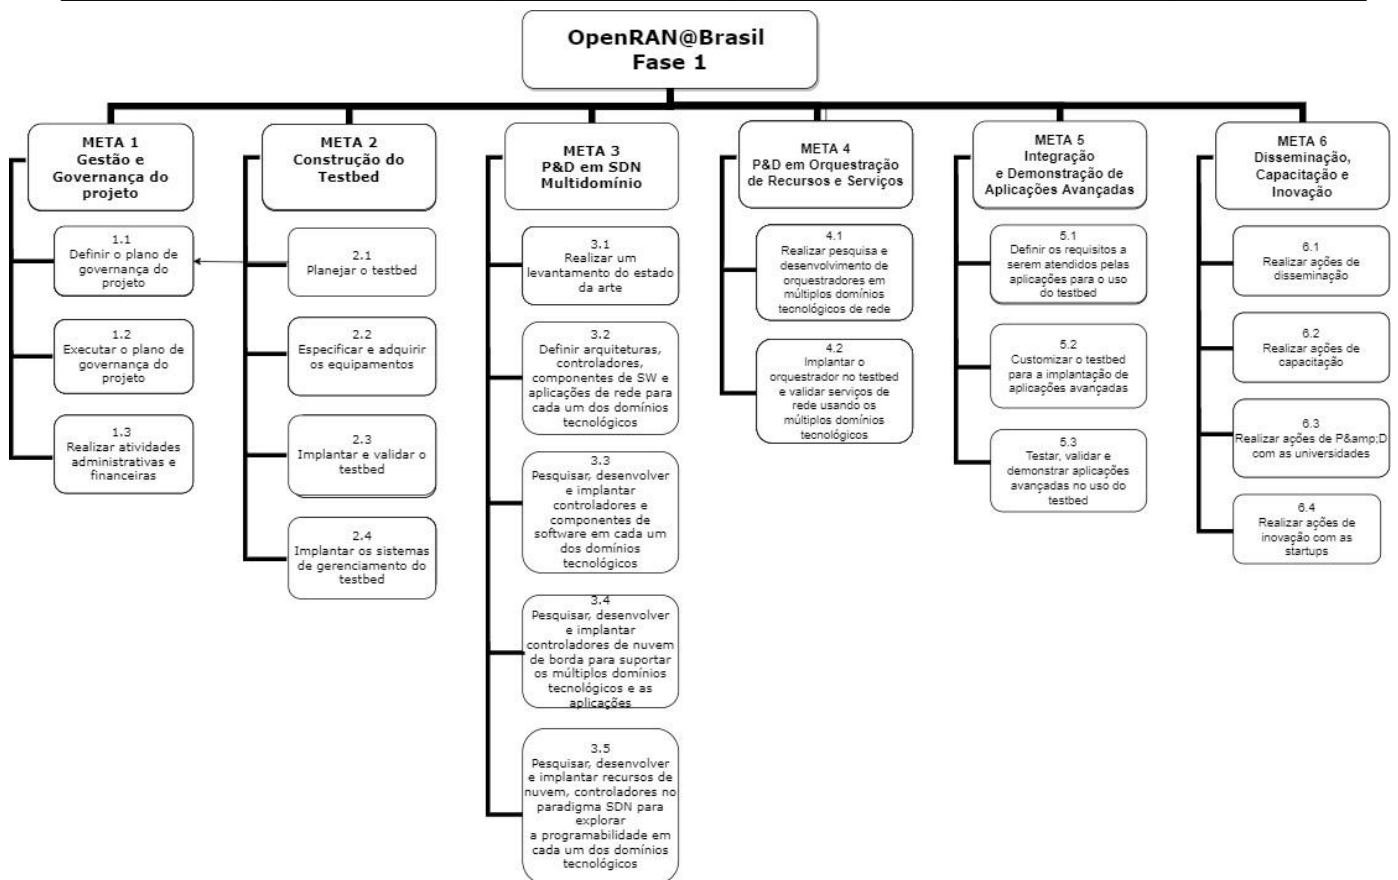 OpenRAN@Brasil
Fase 1
META 1
Gestão e
Governança do
projeto
1.1
Definir o plano de
governança do
projeto
1.2
Executar o plano de
governança do
projeto
1.3
Realizar atividades
administrativas e
financeiras
META 2
Construção do
Testbed
2.1
Planejar o testbed
2.2
Especificar e adquirir
os equipamentos
2.3
Implantar e validar o
testbed
2.4
Implantar os sistemas
de gerenciamento do
testbed
META 3
P&D em SDN
Multidomínio
3.1
Realizar um
levantamento do estado
da arte
3.2
Definir arquiteturas,
controladores,
componentes de SW e
aplicações de rede para
cada um dos domínios
tecnológicos
3.3
Pesquisar, desenvolver
e implantar
controladores e
componentes de
software em cada um
dos domínios
tecnológicos
3.4
Pesquisar, desenvolver
e implantar
controladores de nuvem
de borda para suportar
os múltiplos domínios
tecnológicos e as
aplicações
3.5
Pesquisar, desenvolver
e implantar recursos de
nuvem, controladores no
paradigma SDN para
explorar
a programabilidade em
cada um dos domínios
tecnológicos
META 4
P&D em Orquestração
de Recursos e Serviços
4.1
Realizar pesquisa e
desenvolvimento de
orquestradores em
múltiplos domínios
tecnológicos de rede
4.2
Implantar o
orquestrador no testbed
e validar serviços de
rede usando os
múltiplos domínios
tecnológicos
META 5
Integração
e Demonstração de
Aplicações Avançadas
5.1
Definir os requisitos a
serem atendidos pelas
aplicações para o uso
do testbed
5.2
Customizar o testbed
para a implantação de
aplicações avançadas
5.3
Testar, validar e
demonstrar aplicações
avançadas no uso do
testbed
META 6
Disseminação,
Capacitação e
Inovação
6.1
Realizar ações de
disseminação
6.2
Realizar ações de
capacitação
6.3
Realizar ações de P&amp;D
com as universidades
6.4
Realizar ações de
inovação com as
startups